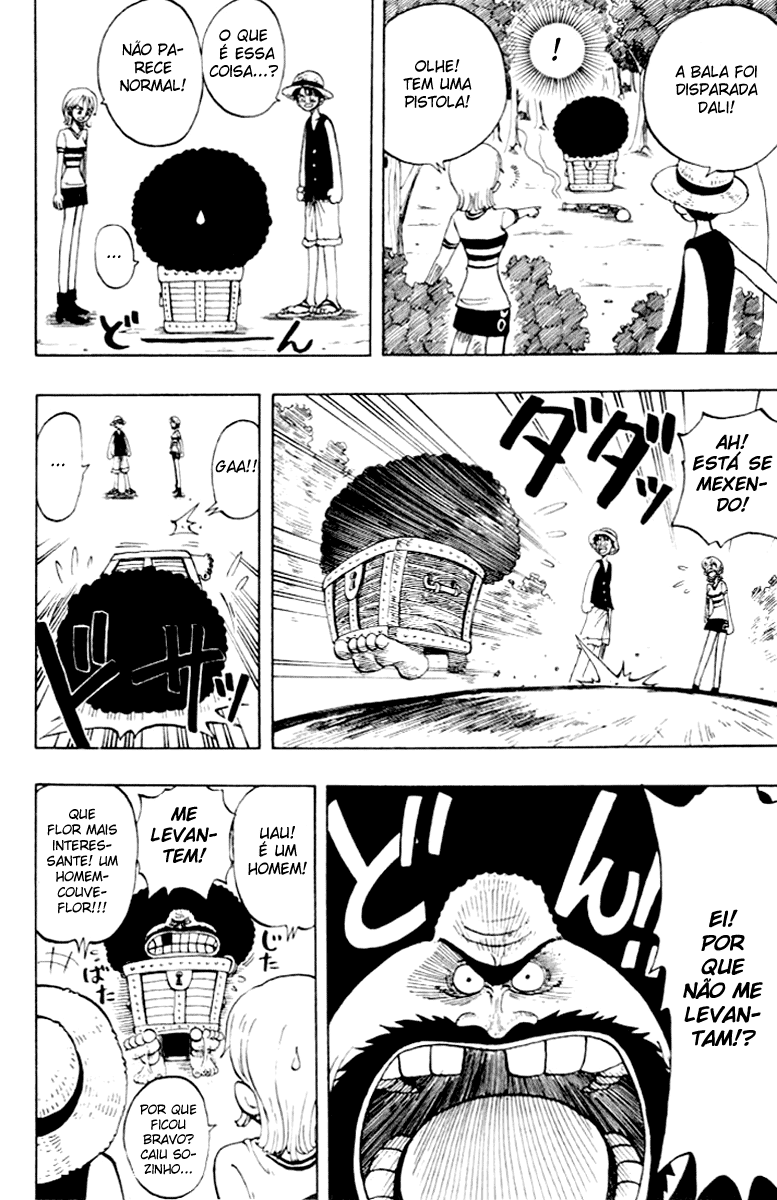 A BALA FOI
DISPARADA
DALI!
!
OLHE!
TEM UMA
PISTOLA!
O QUE
É ESSA
COISA...?
NÃO PA-
RECE
NORMAL!
...
どん
AH!
ESTÁ SE
MEXEN-
DO!
ダダッ
GAA!!
...
ドサッ
EI!
POR
QUE
NÃO ME
LEVAN-
TAM!?
どん!!
UAU!
É UM
HOMEM!
ME
LEVAN-
TEM!
QUE
FLOR MAIS
INTERES-
SANTE! UM
HOMEM-
COUVE-
FLOR!!!
じた
ばた
POR QUE
FICOU
BRAVO?
CAIU SO-
ZINHO...